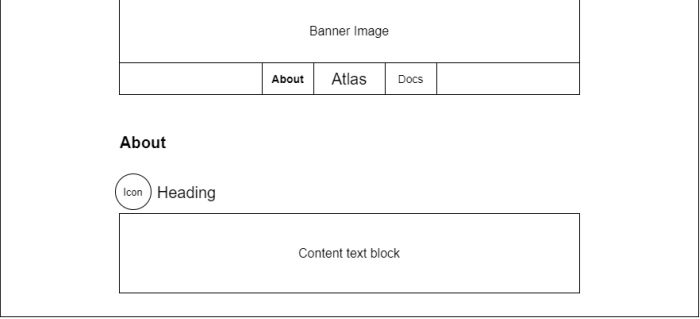 Banner Image
About Atlas Docs
About
Icon Heading
Content text block